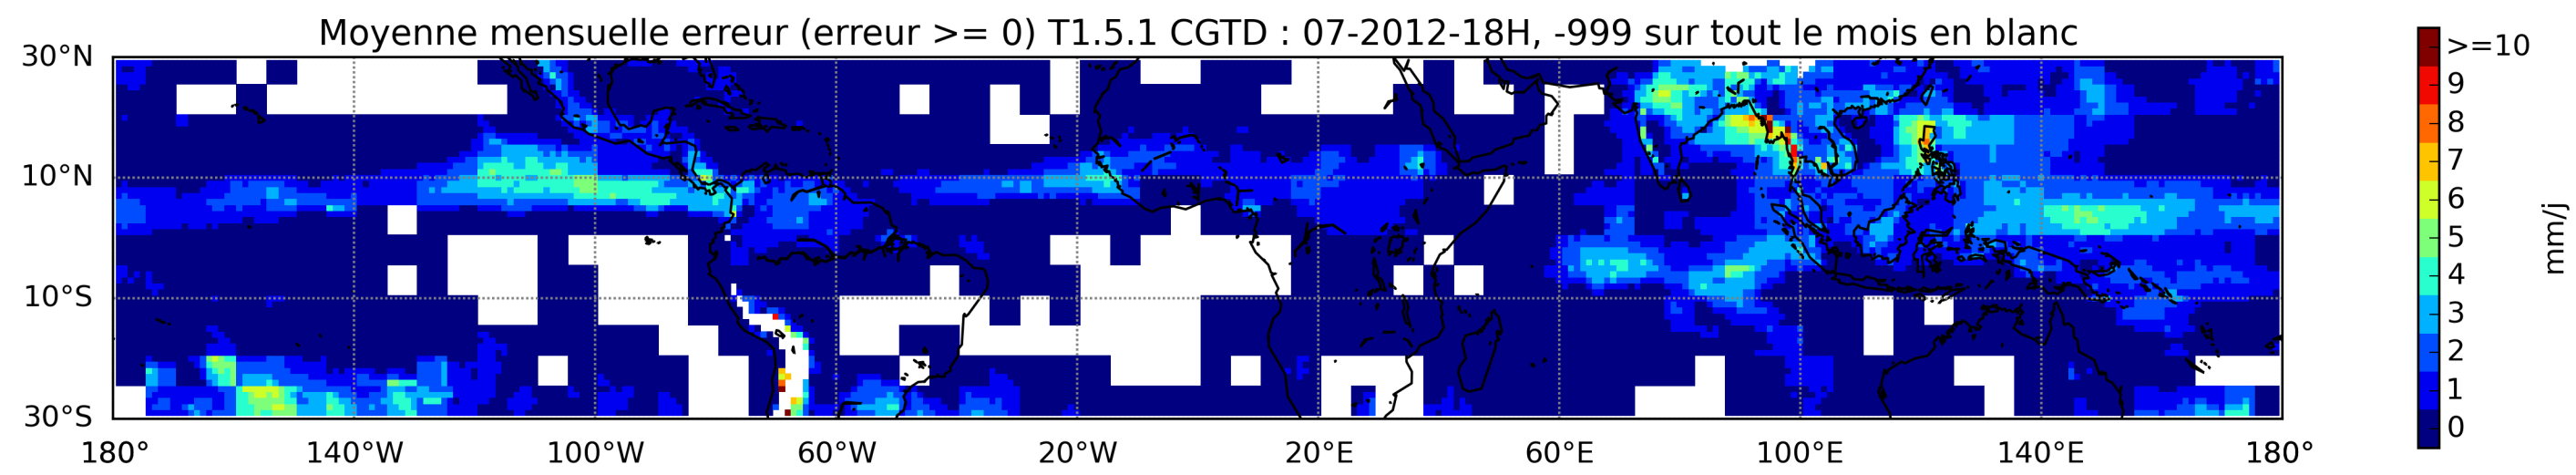 Moyenne mensuelle erreur (erreur >= 0) T1.5.1 CGTD : 07-2012-18H, -999 sur tout le mois en blanc
30°N
10°N
10°S
30°S
180° 140°W 100°W 60°W 20°W 20°E 60°E 100°E 140°E 180°
>=10
9
8
7
6
5
4
3
2
1
0
mm/j